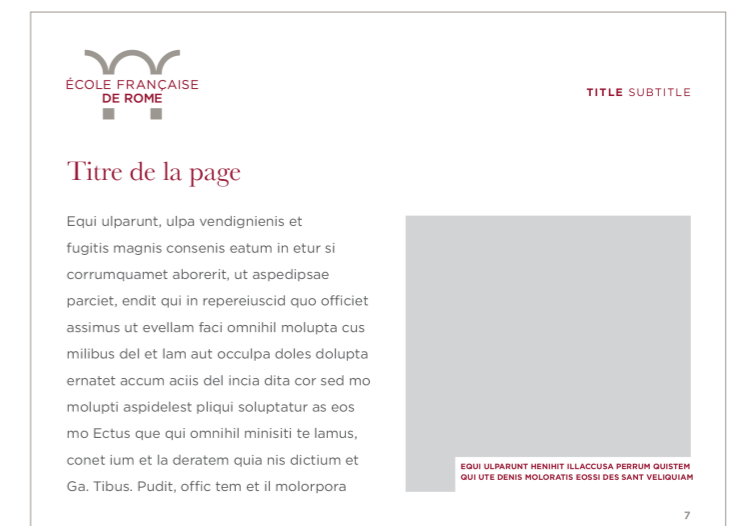 ÉCOLE FRANÇAISE
DE ROME
TITLE SUBTITLE
Titre de la page
Equi ulparunt, ulpa vendignienis et
fugitis magnis consenis eatum in etur si
corrumquamet aborerit, ut aspedipsae
parciet, endit qui in repereiuscid quo officiet
assimus ut evellam faci omnihil molupta cus
milibus del et lam aut occulpa doles dolupta
ernatet accum aciis del incia dita cor sed mo
molupti aspidelest pliqui soluptatur as eos
mo Ectus que qui omnihil minisiti te lamus,
conet ium et la deratem quia nis dictium et
Ga. Tibus. Pudit, offic tem et il molorpora
EQUI ULPARUNT HENIHIT ILLACCUSA PERRUM QUISTEM
QUI UTE DENIS MOLORATIS EOSSI DES SANT VELIQUIAM
7